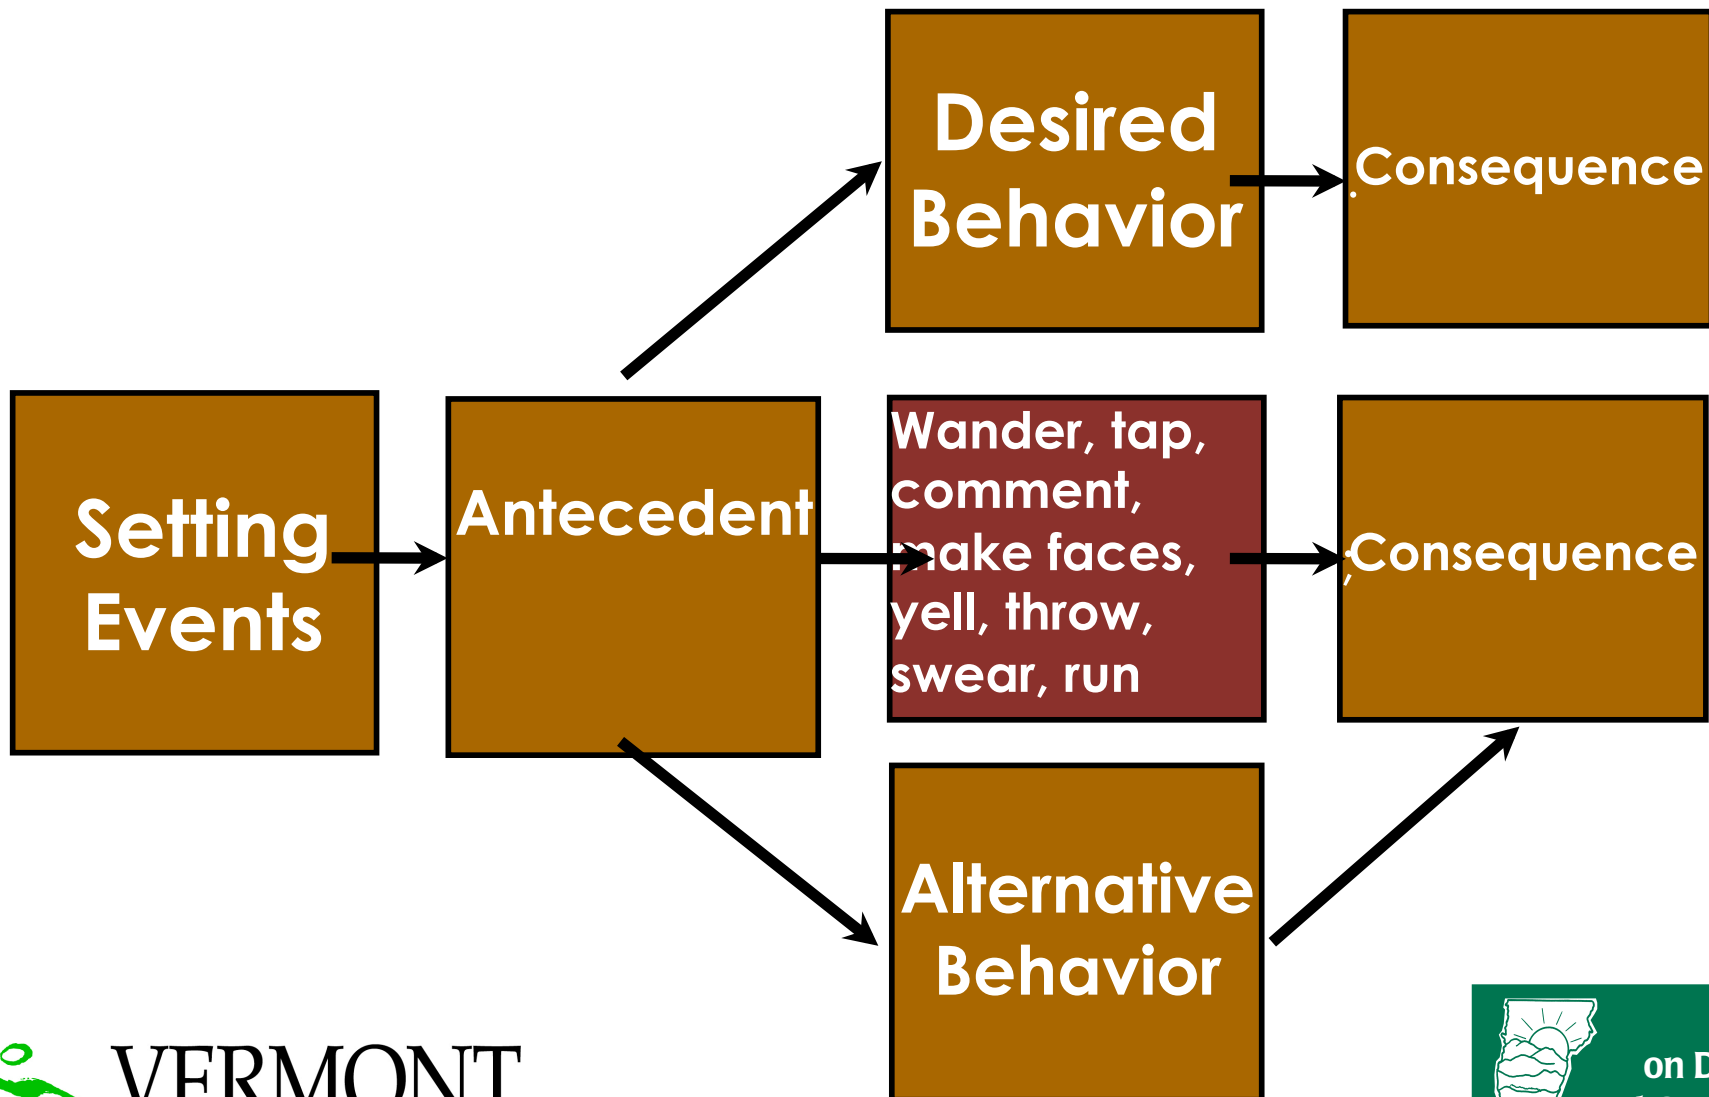 Desired
Behavior
.Consequence
Setting
Events
Antecedent
Wander, tap,
comment,
make faces,
yell, throw,
swear, run
;Consequence
Alternative
Behavior
VERMONT
on D